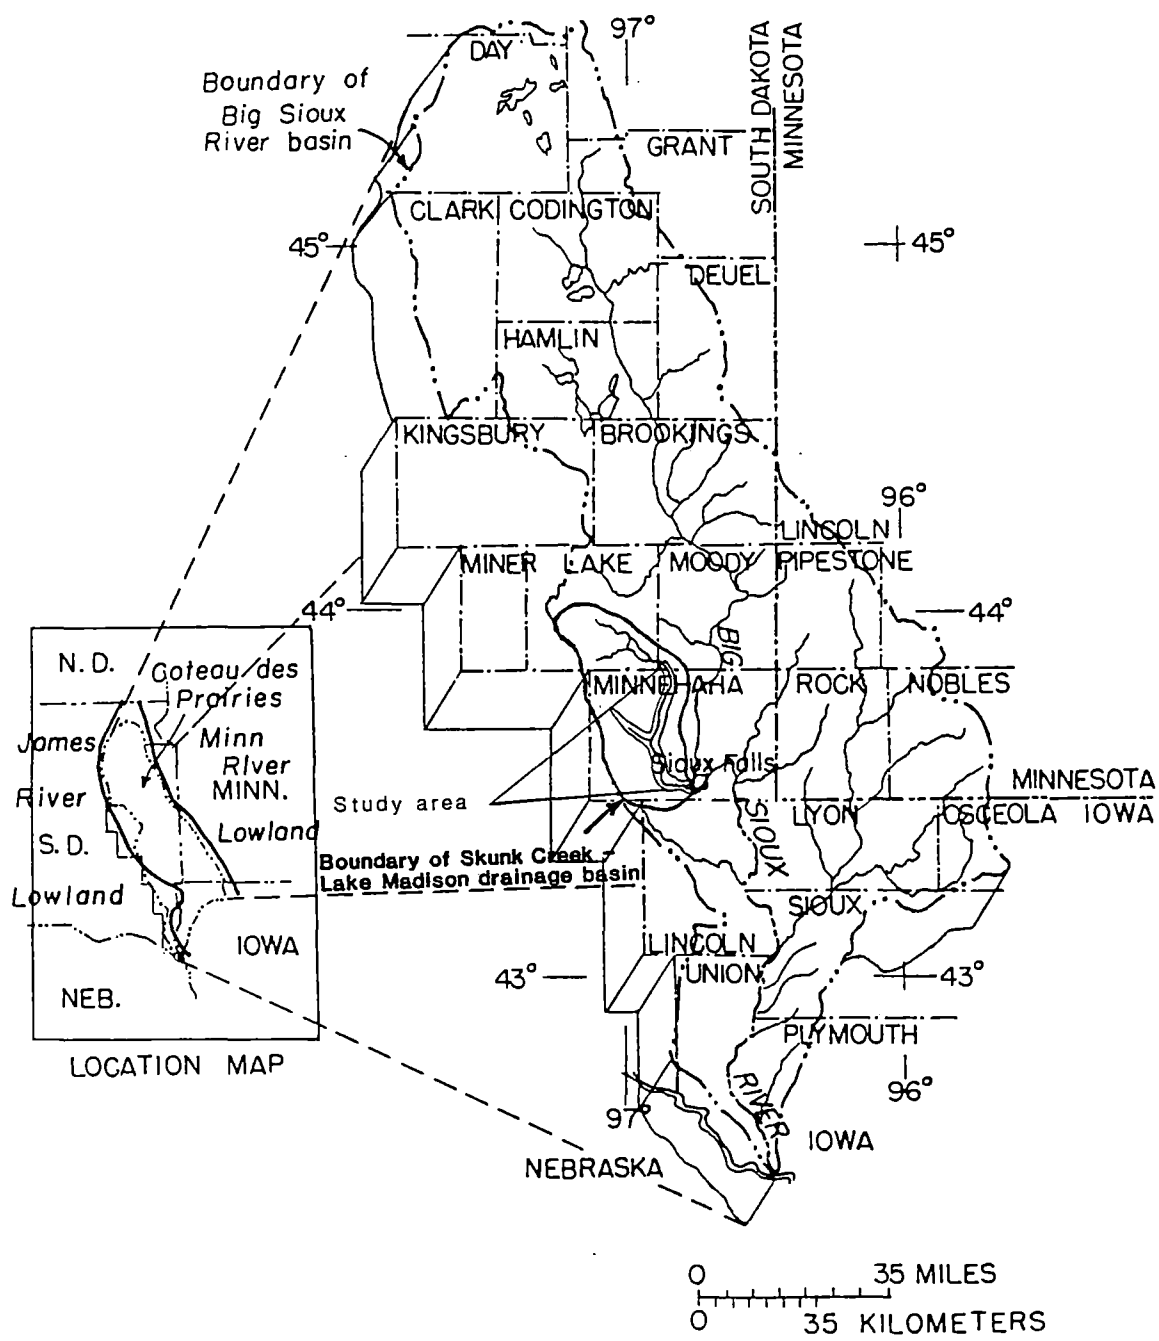 97°
DAY
Boundary of
Big Sioux
River basin
SOUTH DAKOTA
MINNESOTA
GRANT
CLARK
CODINGTON
45°
45°
DEUEL
HAMLIN
KINGSBURY
BROOKINGS
96°
LINCOLN
MINER
LAKE
MOODY
PIPESTONE
44°
44°
BIG
N.D.
Coteau des
Prairies
MINNEHAHA
ROCK
NOBLES
James
Minn
River
MINN.
Sioux Falls
MINNESOTA
River
Study area
SIOUX
LYON
OSCEOLA
IOWA
Lowland
S.D.
Boundary of Skunk Creek -
Lake Madison drainage basin
Lowland
SIOUX
IOWA
LINCOLN
UNION
43°
43°
NEB.
PLYMOUTH
LOCATION MAP
RIVER
96°
97°
IOWA
NEBRASKA
0 35 MILES
0 35 KILOMETERS